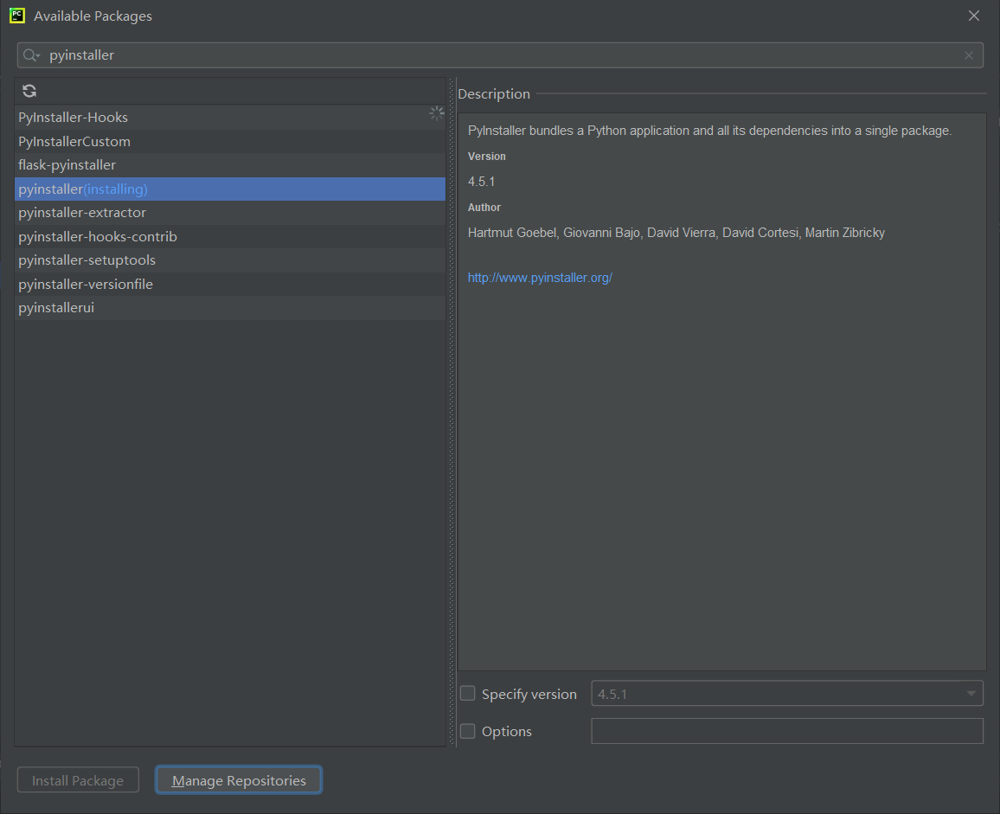 PC
Available Packages
pyinstaller
PyInstaller-Hooks
PyInstallerCustom
flask-pyinstaller
pyinstaller(installing)
pyinstaller-extractor
pyinstaller-hooks-contrib
pyinstaller-setuptools
pyinstaller-versionfile
pyinstallerui
Description
PyInstaller bundles a Python application and all its dependencies into a single package.
Version
4.5.1
Author
Hartmut Goebel, Giovanni Bajo, David Vierra, David Cortesi, Martin Zibricky
http://www.pyinstaller.org/
Specify version
4.5.1
Options
Install Package
Manage Repositories